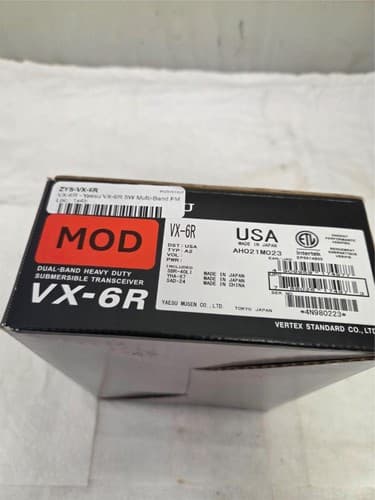 ZYS-VX-6R
VX-6R - Yaesu VX-6R 5W Multi-Band FM
MOD
DUAL-BAND HEAVY DUTY
SUBMERSIBLE TRANSCEIVER
VX-6R
VX-6R
DST: USA
TYP: A2
VOL:
PWR:
INCLUDED
SBR-40LI MADE IN JAPAN
YHA-67 MADE IN JAPAN
SAD-24 MADE IN CHINA
YAESU MUSEN CO., LTD. TOKYO JAPAN
USA
MADE IN JAPAN
AH021M023
Intertek
*4N980223*
VERTEX STANDARD CO., LTD.